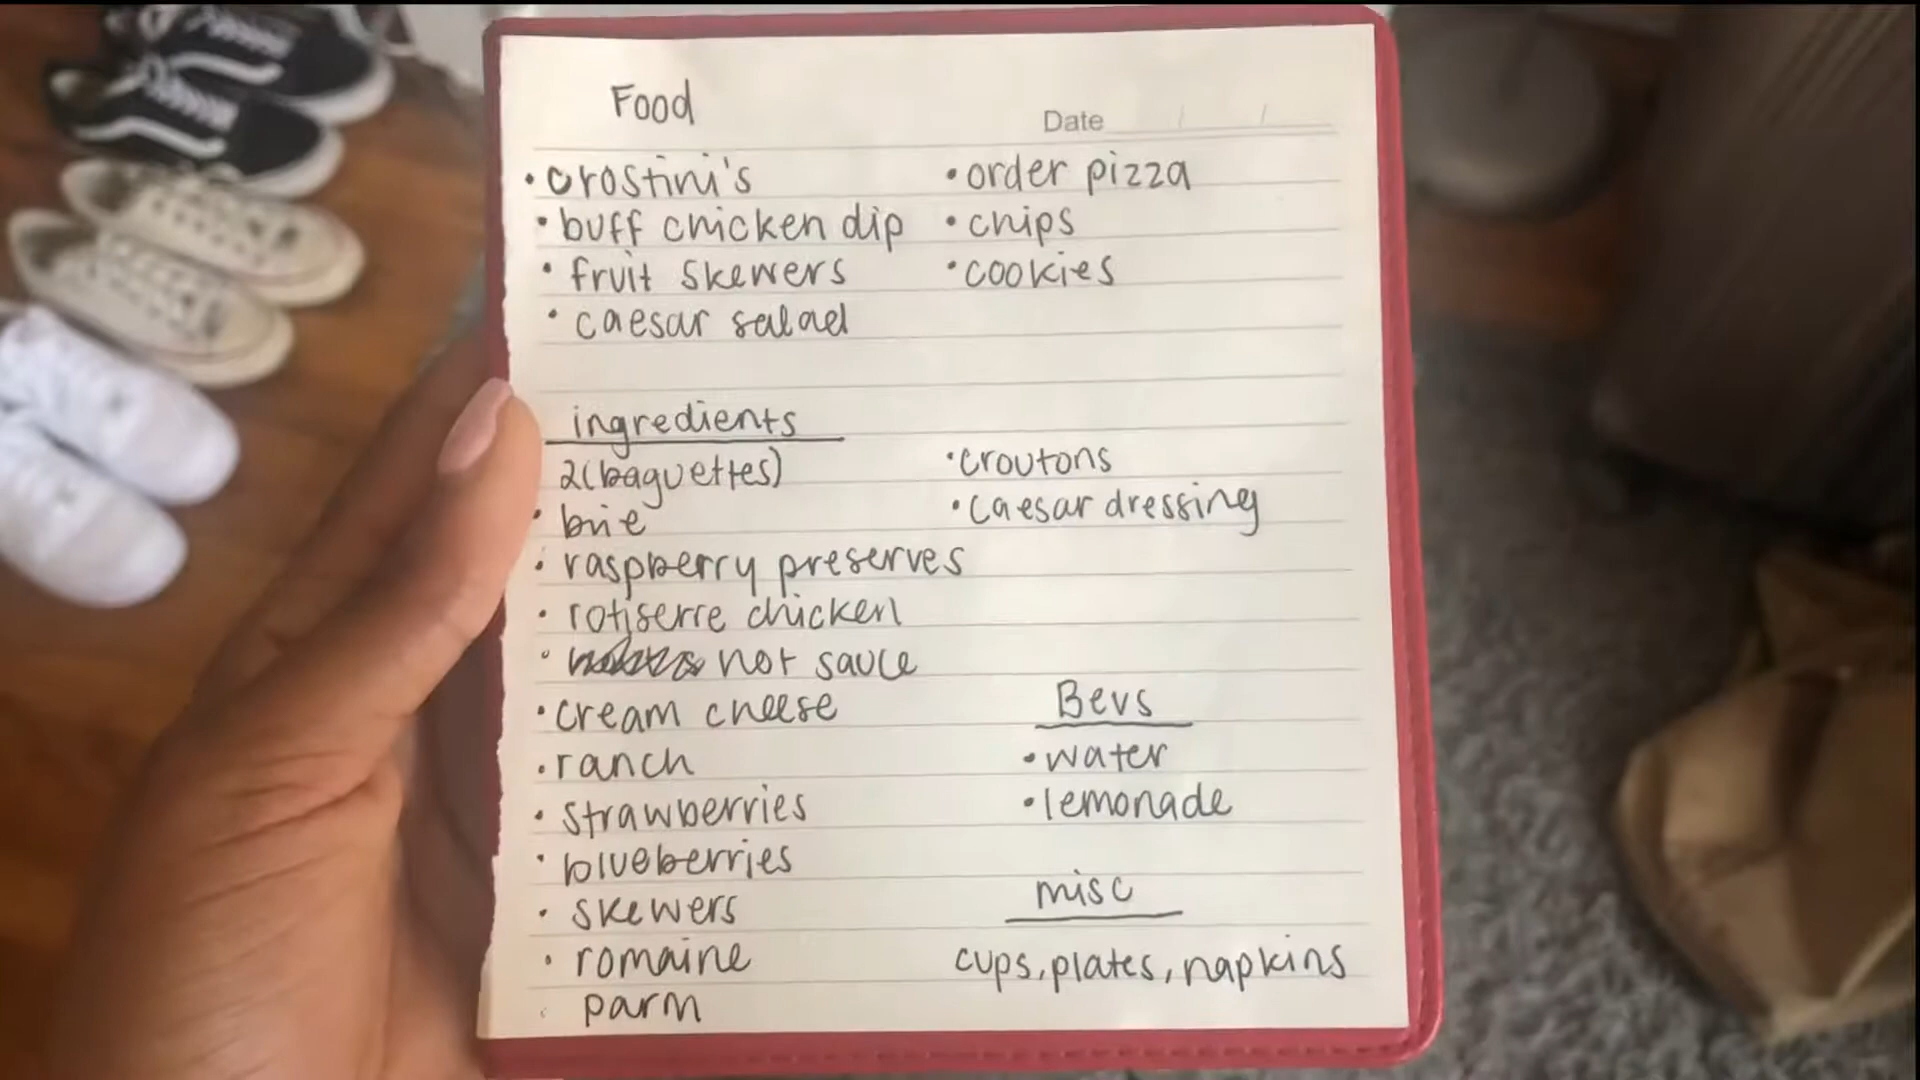 Food
Date / /
• crostini's
• buff chicken dip
• fruit skewers
• caesar salad
• order pizza
• chips
• cookies
ingredients
2(baguettes)
• brie
• raspberry preserves
• rotiserre chicken
• hot sauce
• cream cheese
• ranch
• strawberries
• blueberries
• skewers
• romaine
• parm
• croutons
• caesar dressing
Bevs
• water
• lemonade
misc
cups, plates, napkins